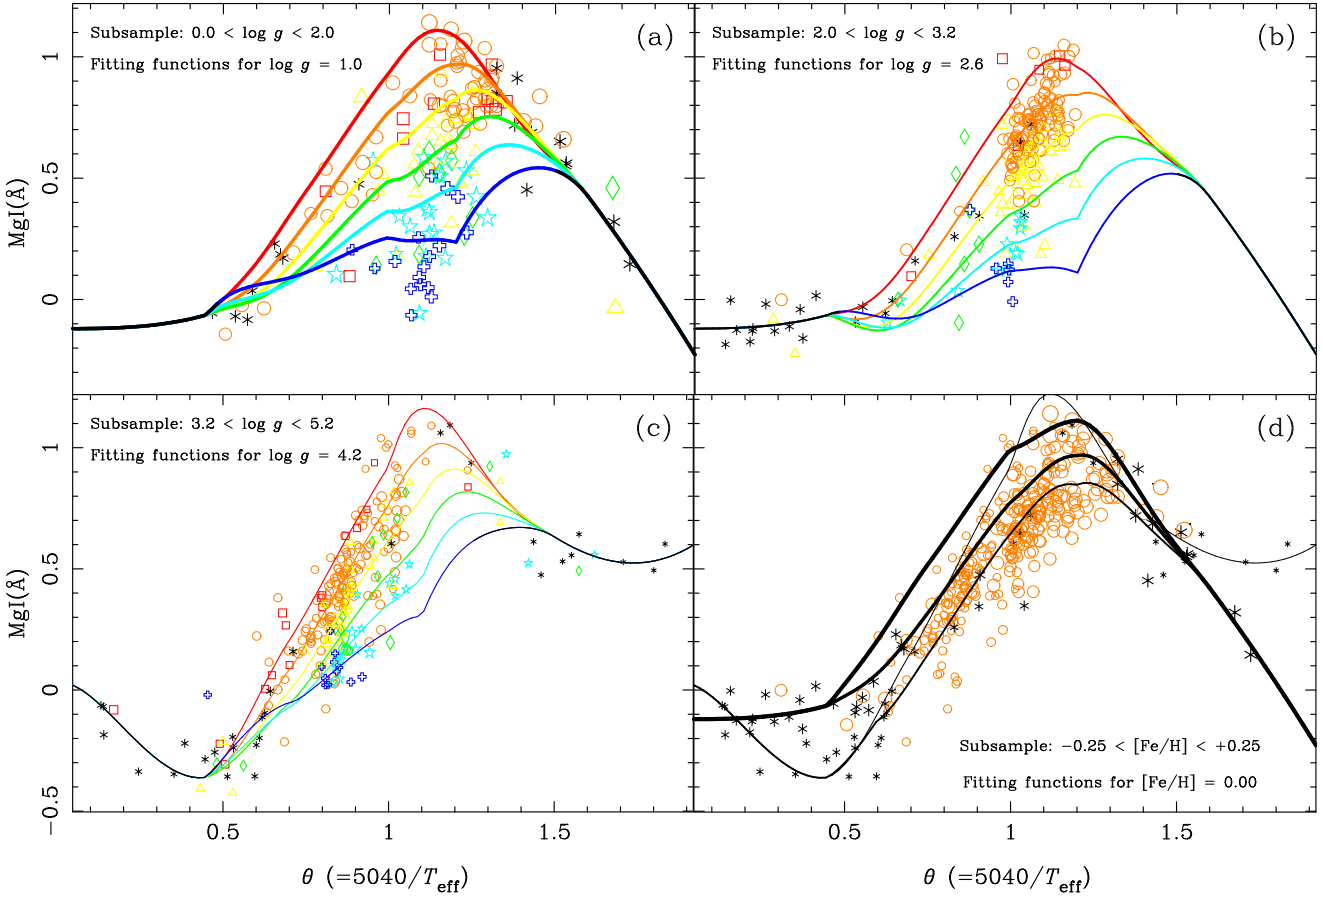 Subsample: 0.0 < log g < 2.0
(a)
Fitting functions for log g = 1.0
Subsample: 2.0 < log g < 3.2
(b)
Fitting functions for log g = 2.6
1
0.5
0
MgI(Å)
Subsample: 3.2 < log g < 5.2
(c)
Fitting functions for log g = 4.2
(d)
Subsample: −0.25 < [Fe/H] < +0.25
Fitting functions for [Fe/H] = 0.00
1
0.5
0
−0.5
MgI(Å)
0.5 1 1.5
0.5 1 1.5
θ (=5040/Teff)
θ (=5040/Teff)